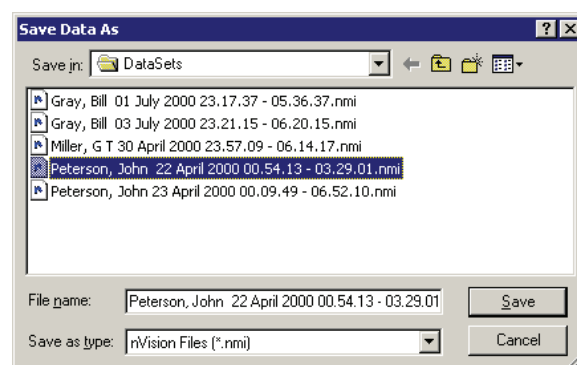 Save Data As
Save in: DataSets
Gray, Bill  01 July 2000 23.17.37 - 05.36.37.nmi
Gray, Bill  03 July 2000 23.21.15 - 06.20.15.nmi
Miller, G T 30 April 2000 23.57.09 - 06.14.17.nmi
Peterson, John  22 April 2000 00.54.13 - 03.29.01.nmi
Peterson, John 23 April 2000 00.09.49 - 06.52.10.nmi
File name: Peterson, John  22 April 2000 00.54.13 - 03.29.01 Save
Save as type: nVision Files (*.nmi) Cancel